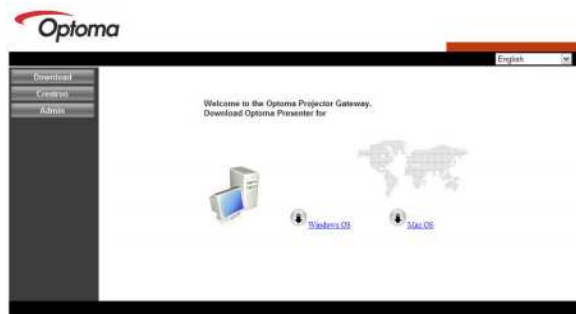 Optoma
English
Download
Crestron
Admin
Welcome to the Optoma Projector Gateway.
Download Optoma Presenter for
Windows OS
Mac OS